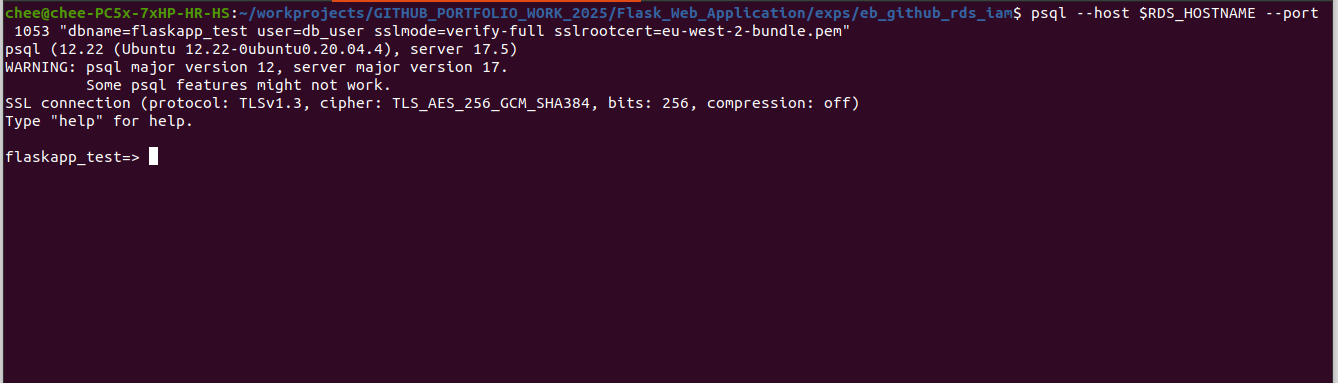 chee@chee-PC5x-7xHP-HR-HS:~/workprojects/GITHUB_PORTFOLIO_WORK_2025/Flask_Web_Application/exps/eb_github_rds_iam$ psql --host $RDS_HOSTNAME --port
 1053 "dbname=flaskapp_test user=db_user sslmode=verify-full sslrootcert=eu-west-2-bundle.pem"
psql (12.22 (Ubuntu 12.22-0ubuntu0.20.04.4), server 17.5)
WARNING: psql major version 12, server major version 17.
         Some psql features might not work.
SSL connection (protocol: TLSv1.3, cipher: TLS_AES_256_GCM_SHA384, bits: 256, compression: off)
Type "help" for help.
flaskapp_test=>